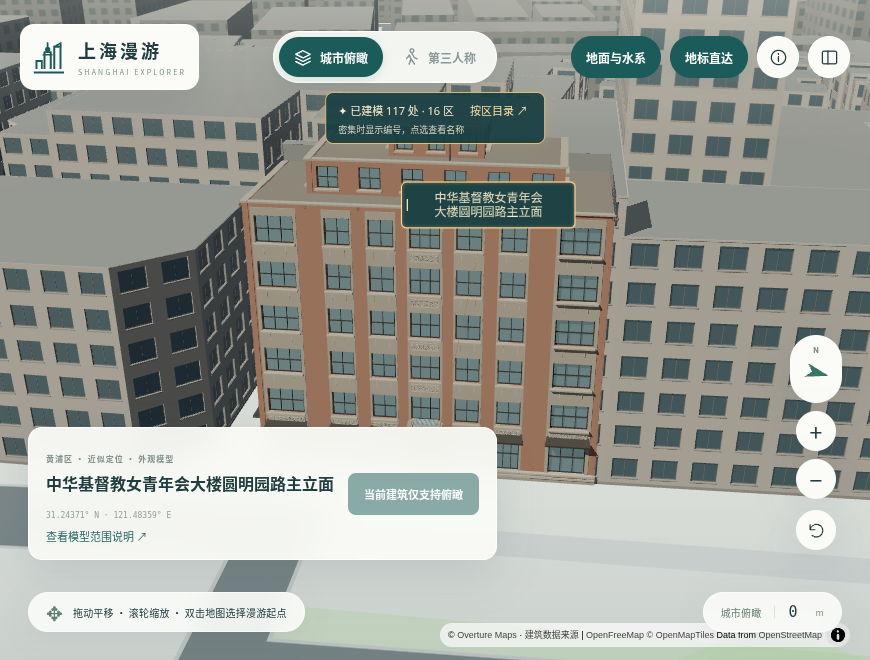 上海漫游
SHANGHAI EXPLORER
城市俯瞰
第三人称
地面与水系
地标直达
✦ 已建模 117 处 · 16 区 按区目录 ↗
密集时显示编号，点选查看名称
中华基督教女青年会
大楼圆明园路主立面
N
黄浦区 · 近似定位 · 外观模型
中华基督教女青年会大楼圆明园路主立面
当前建筑仅支持俯瞰
31.24371° N · 121.48359° E
查看模型范围说明 ↗
拖动平移 · 滚轮缩放 · 双击地图选择漫游起点
城市俯瞰 0 m
© Overture Maps · 建筑数据来源 | OpenFreeMap © OpenMapTiles Data from OpenStreetMap